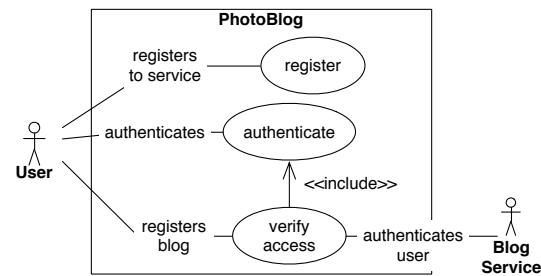 PhotoBlog
registers
to service
register
authenticates
authenticate
User
<<include>>
registers
blog
verify
access
authenticates
user
Blog
Service